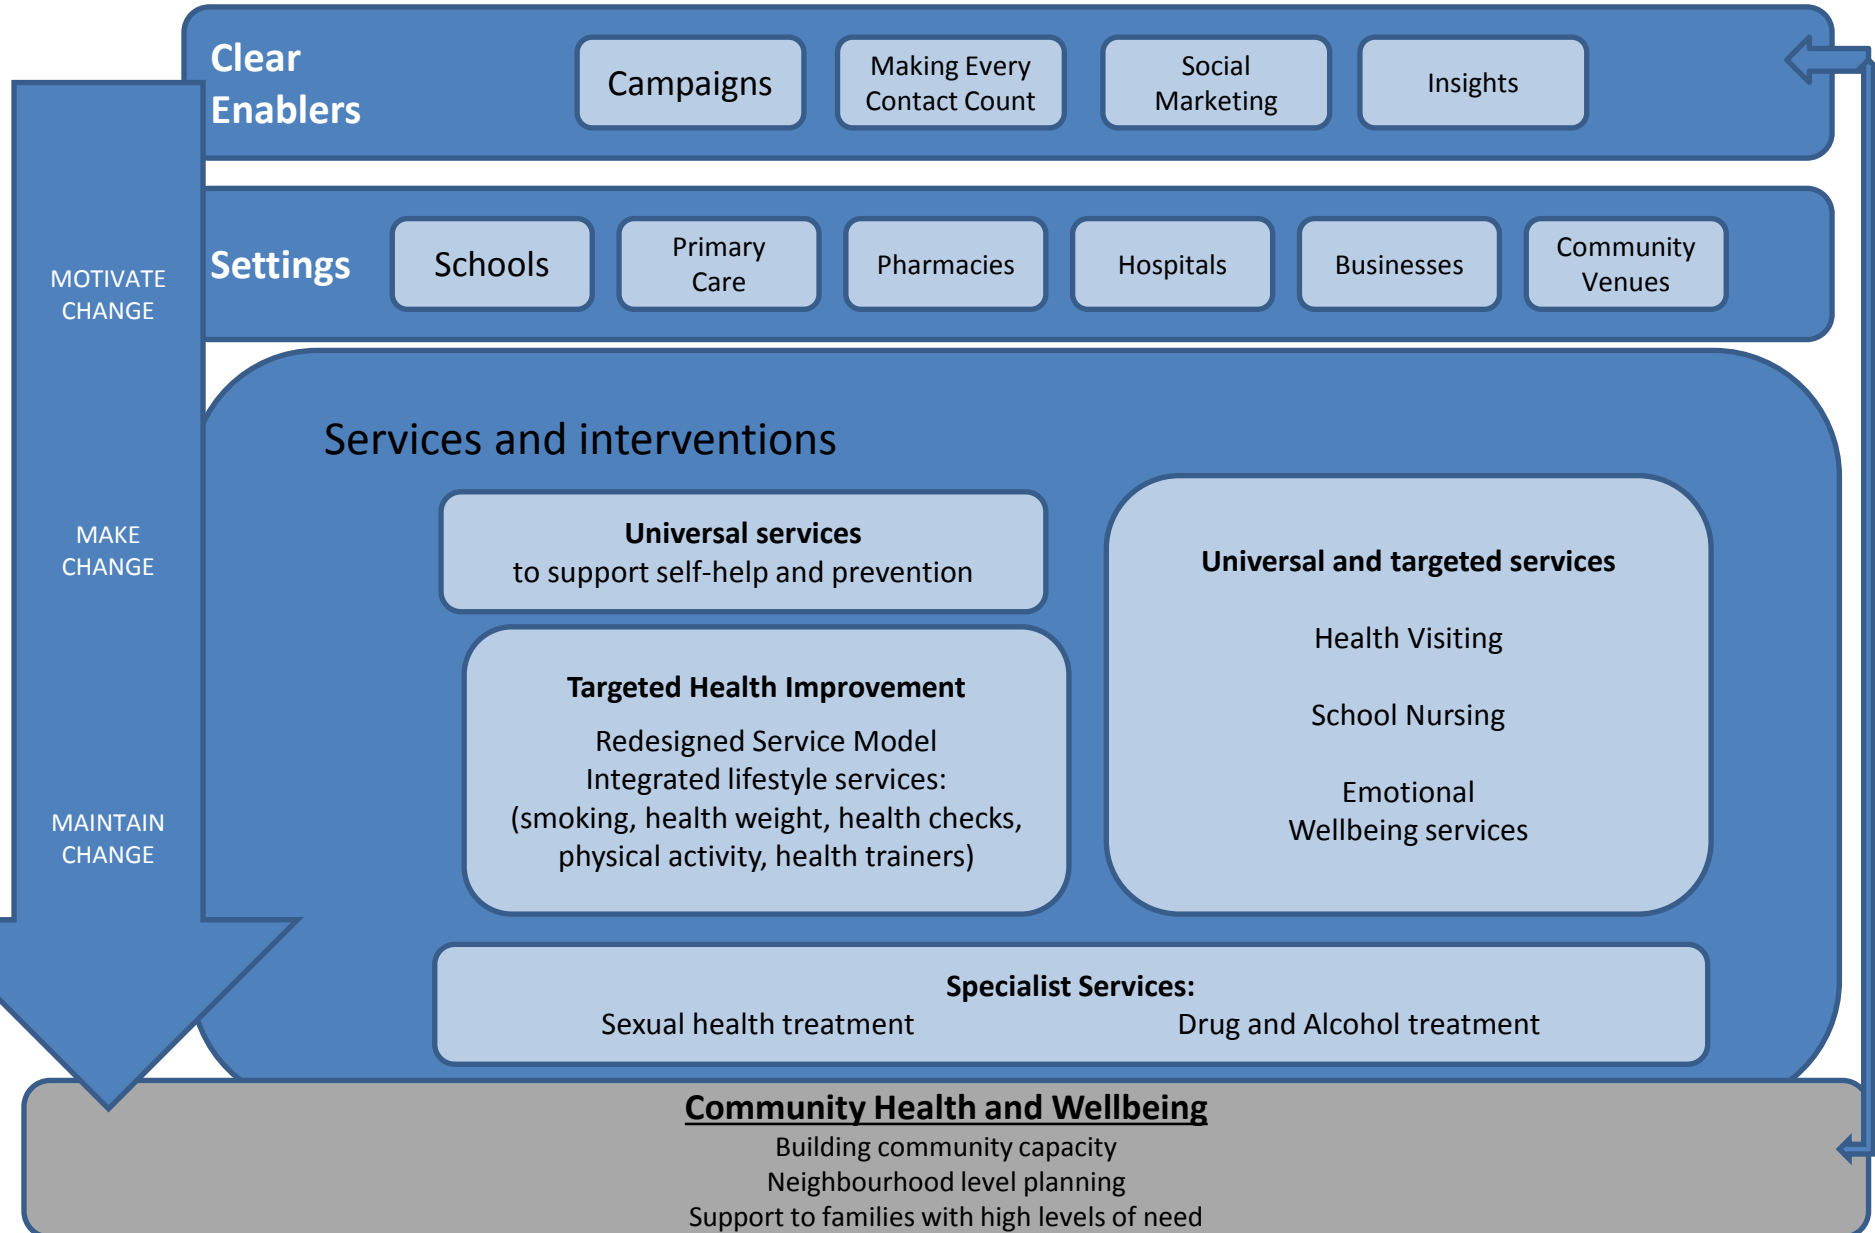 Clear
Enablers
Campaigns
Making Every
Contact Count
Social
Marketing
Insights
Settings
Schools
Primary
Care
Pharmacies
Hospitals
Businesses
Community
Venues
MOTIVATE
CHANGE
MAKE
CHANGE
MAINTAIN
CHANGE
Services and interventions
Universal services
to support self-help and prevention
Targeted Health Improvement
Redesigned Service Model
Integrated lifestyle services:
(smoking, health weight, health checks,
physical activity, health trainers)
Universal and targeted services
Health Visiting
School Nursing
Emotional
Wellbeing services
Specialist Services:
Sexual health treatment
Drug and Alcohol treatment
Community Health and Wellbeing
Building community capacity
Neighbourhood level planning
Support to families with high levels of need